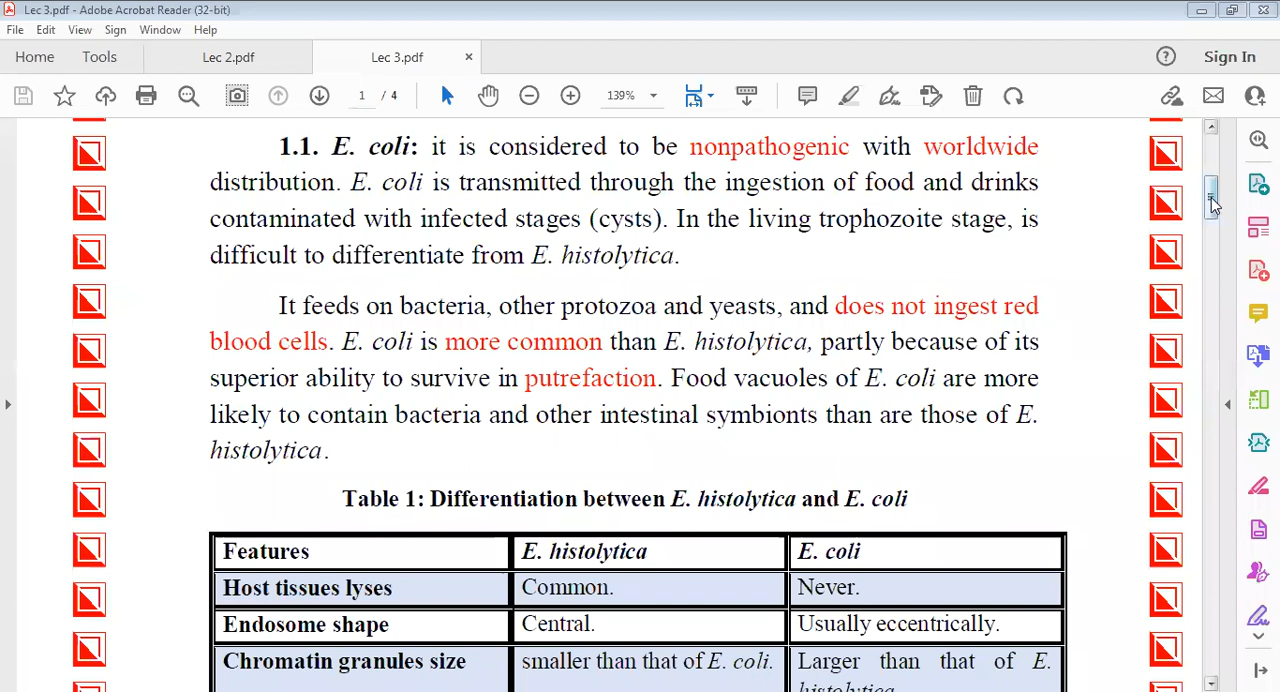 Lec 3.pdf - Adobe Acrobat Reader (32-bit)
File Edit View Sign Window Help
Home Tools Lec 2.pdf Lec 3.pdf × Sign In
1 / 4 139%
1.1. E. coli: it is considered to be nonpathogenic with worldwide
distribution. E. coli is transmitted through the ingestion of food and drinks
contaminated with infected stages (cysts). In the living trophozoite stage, is
difficult to differentiate from E. histolytica.
It feeds on bacteria, other protozoa and yeasts, and does not ingest red
blood cells. E. coli is more common than E. histolytica, partly because of its
superior ability to survive in putrefaction. Food vacuoles of E. coli are more
likely to contain bacteria and other intestinal symbionts than are those of E.
histolytica.
Table 1: Differentiation between E. histolytica and E. coli
Features E. histolytica E. coli
Host tissues lyses Common. Never.
Endosome shape Central. Usually eccentrically.
Chromatin granules size smaller than that of E. coli. Larger than that of E.
histolytica